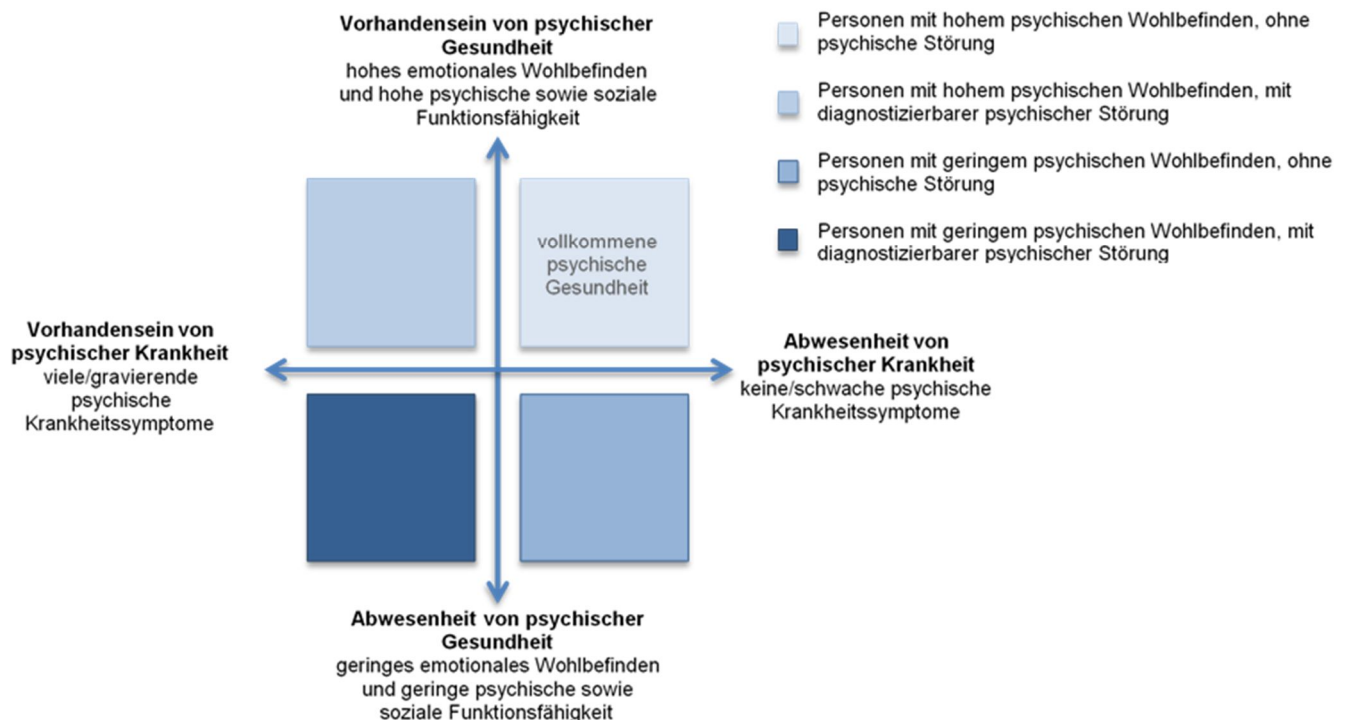 Vorhandensein von psychischer
Gesundheit
hohes emotionales Wohlbefinden
und hohe psychische sowie soziale
Funktionsfähigkeit
Personen mit hohem psychischen Wohlbefinden, ohne
psychische Störung
Personen mit hohem psychischen Wohlbefinden, mit
diagnostizierbarer psychischer Störung
Personen mit geringem psychischen Wohlbefinden, ohne
psychische Störung
Personen mit geringem psychischen Wohlbefinden, mit
diagnostizierbarer psychischer Störung
vollkommene
psychische
Gesundheit
Vorhandensein von
psychischer Krankheit
viele/gravierende
psychische
Krankheitssymptome
Abwesenheit von
psychischer Krankheit
keine/schwache psychische
Krankheitssymptome
Abwesenheit von psychischer
Gesundheit
geringes emotionales Wohlbefinden
und geringe psychische sowie
soziale Funktionsfähigkeit